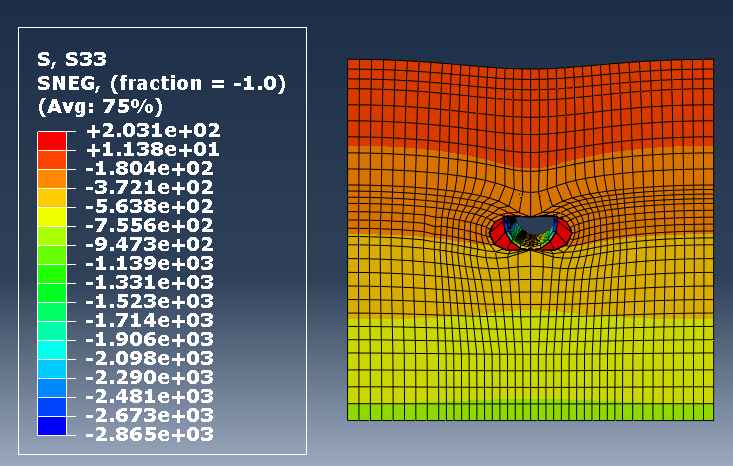 S, S33
SNEG, (fraction = -1.0)
(Avg: 75%)
+2.031e+02
+1.138e+01
-1.804e+02
-3.721e+02
-5.638e+02
-7.556e+02
-9.473e+02
-1.139e+03
-1.331e+03
-1.523e+03
-1.714e+03
-1.906e+03
-2.098e+03
-2.290e+03
-2.481e+03
-2.673e+03
-2.865e+03